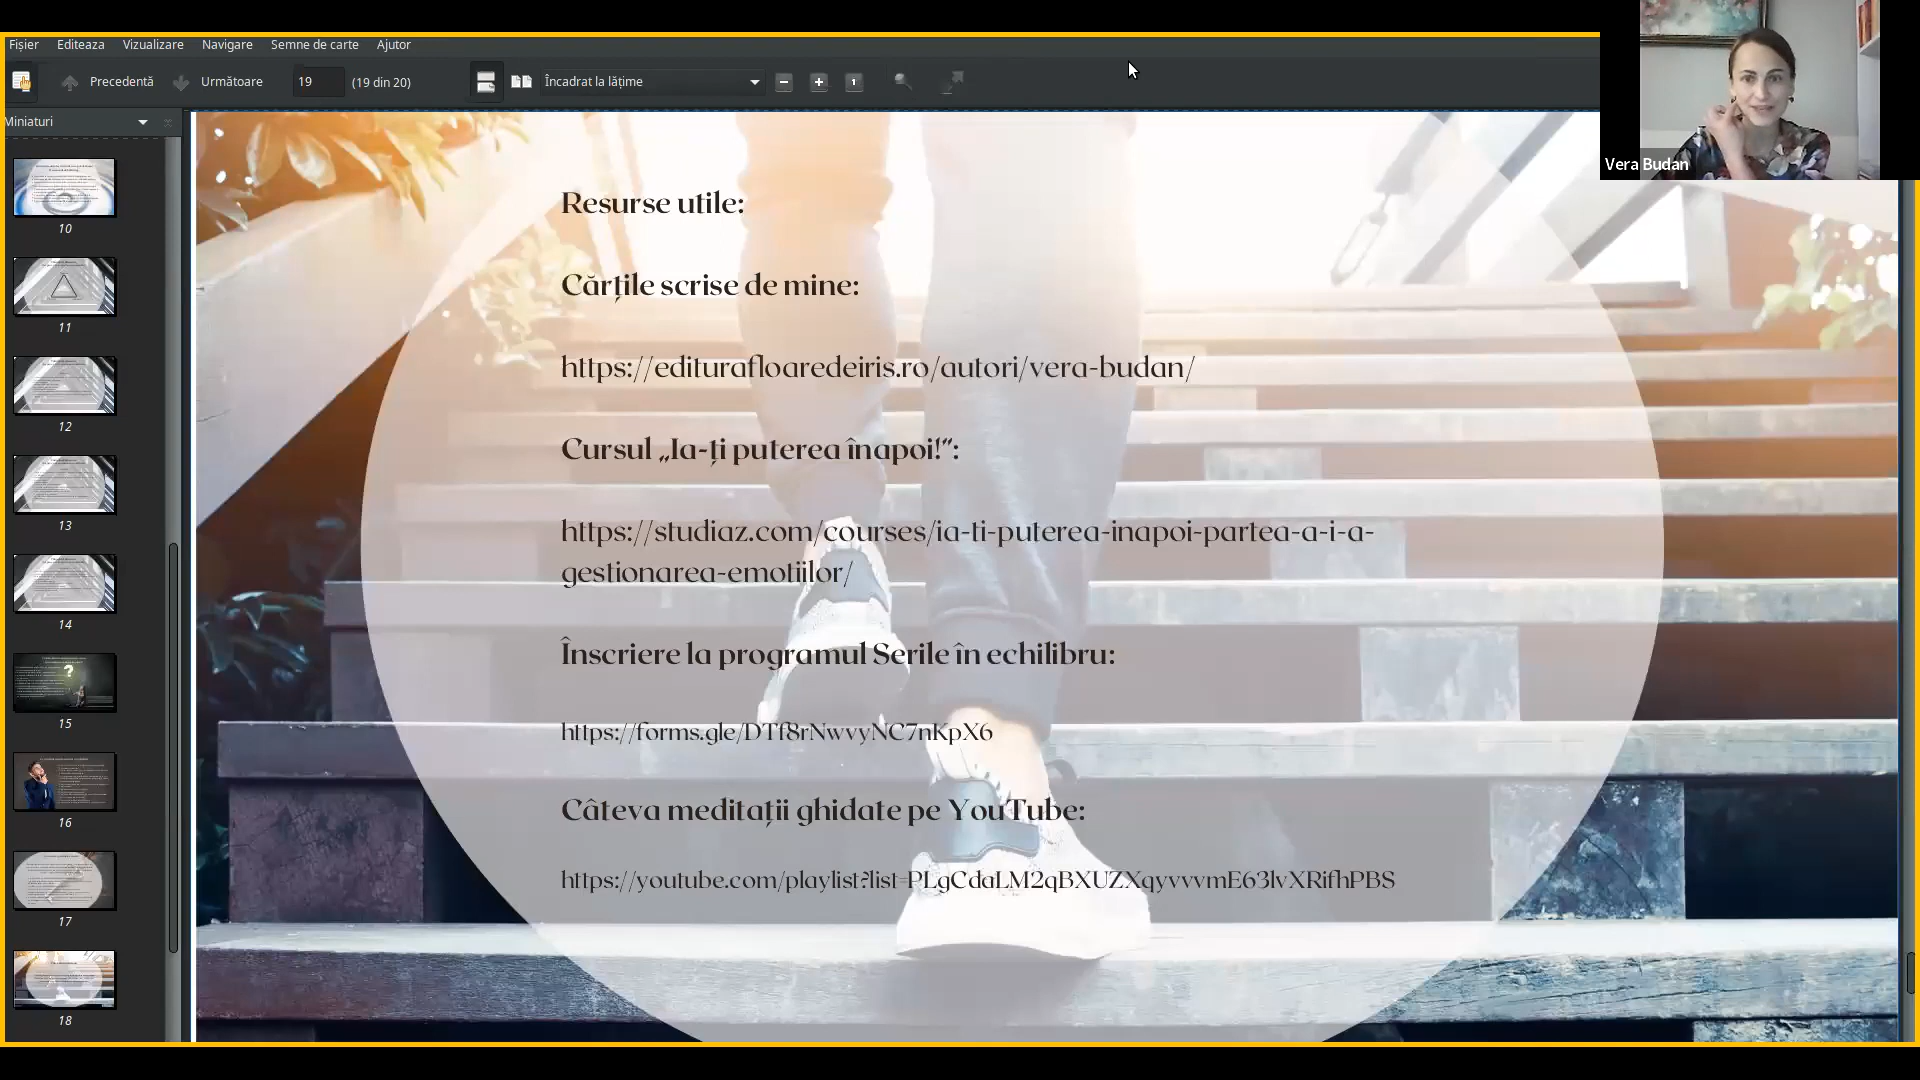 Fișier Editeaza Vizualizare Navigare Semne de carte Ajutor
Precedentă Următoare 19 (19 din 20) Încadrat la lățime
Miniaturi
10
11
12
13
14
15
16
17
18
Resurse utile:
Cărțile scrise de mine:
https://editurafloaredeiris.ro/autori/vera-budan/
Cursul „Ia-ți puterea înapoi!”:
https://studiaz.com/courses/ia-ti-puterea-inapoi-partea-a-i-a-
gestionarea-emotiilor/
Înscriere la programul Serile în echilibru:
https://forms.gle/DTf8rNwvyNC7nKpX6
Câteva meditații ghidate pe YouTube:
https://youtube.com/playlist?list=PLgCdaLM2qBXUZXqyvvvmE63lvXRifhPBS
Vera Budan